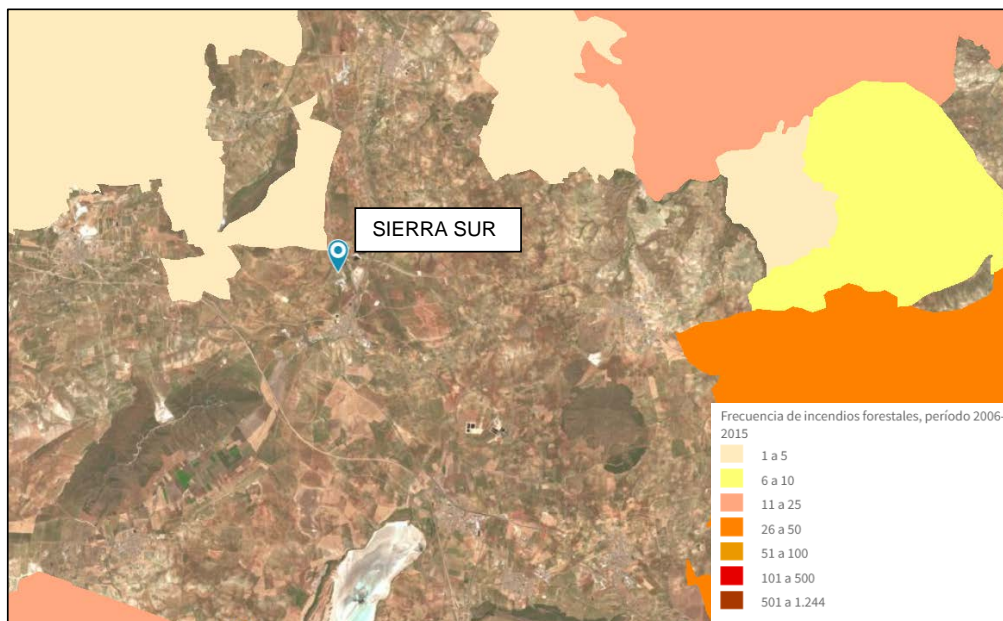 SIERRA SUR
Frecuencia de incendios forestales, período 2006-
2015
1 a 5
6 a 10
11 a 25
26 a 50
51 a 100
101 a 500
501 a 1.244